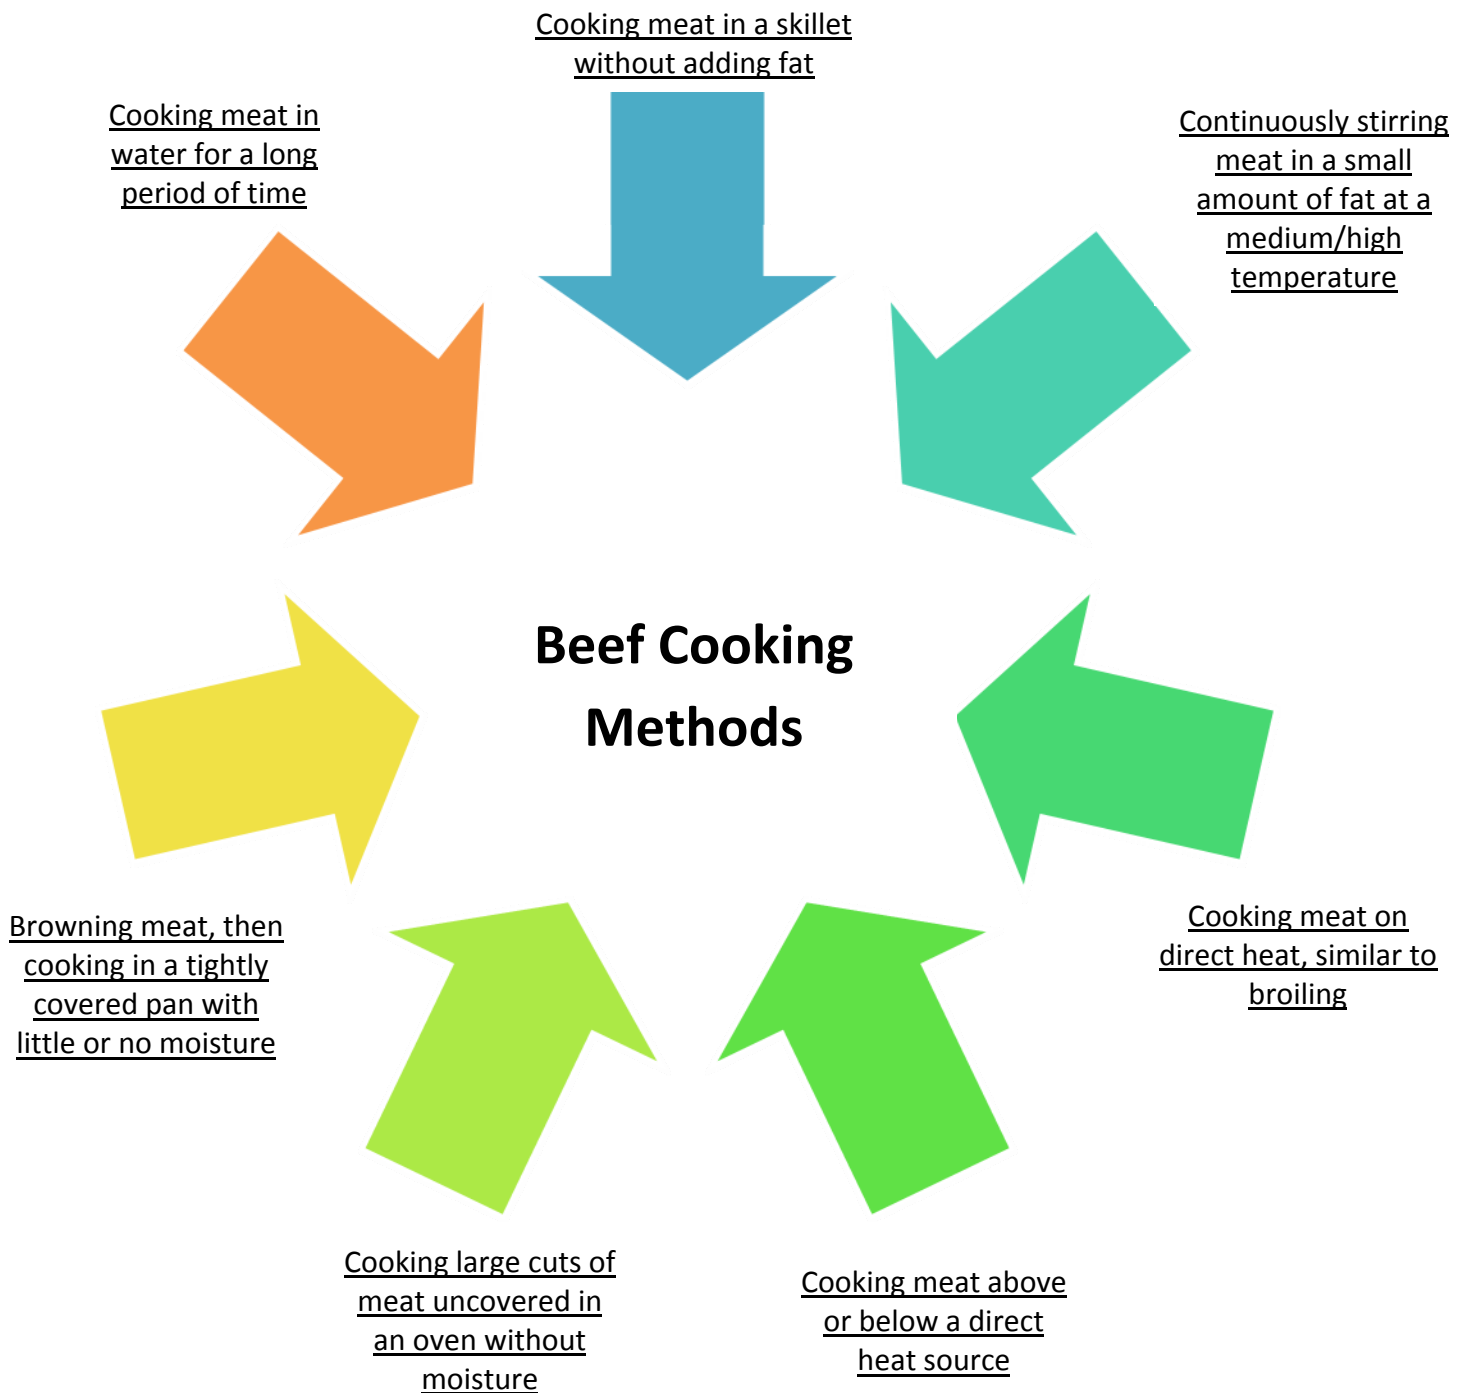 Cooking meat in a skillet
without adding fat
Cooking meat in
water for a long
period of time
Continuously stirring
meat in a small
amount of fat at a
medium/high
temperature
Beef Cooking
Methods
Browning meat, then
cooking in a tightly
covered pan with
little or no moisture
Cooking meat on
direct heat, similar to
broiling
Cooking large cuts of
meat uncovered in
an oven without
moisture
Cooking meat above
or below a direct
heat source